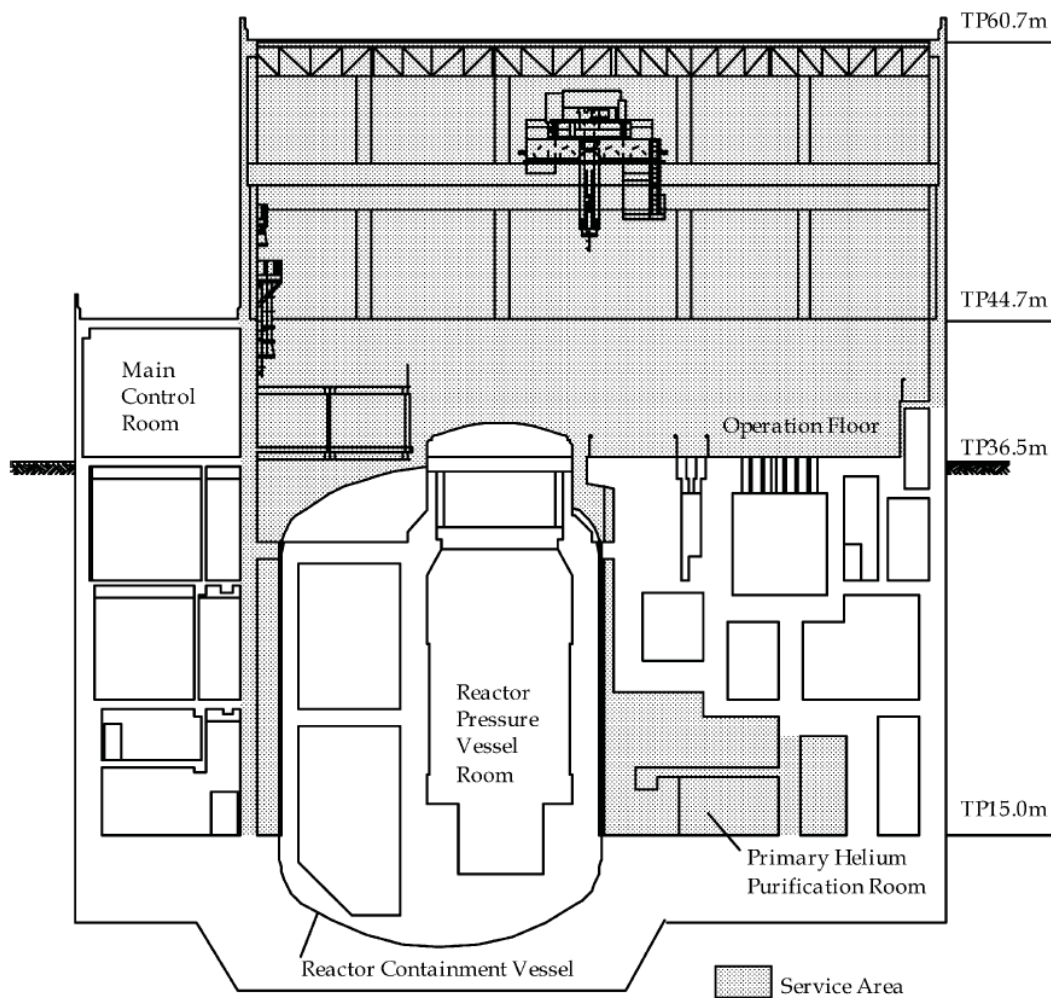 TP60.7m
TP44.7m
Main
Control
Room
Operation Floor
TP36.5m
Reactor
Pressure
Vessel
Room
TP15.0m
Primary Helium
Purification Room
Reactor Containment Vessel
Service Area